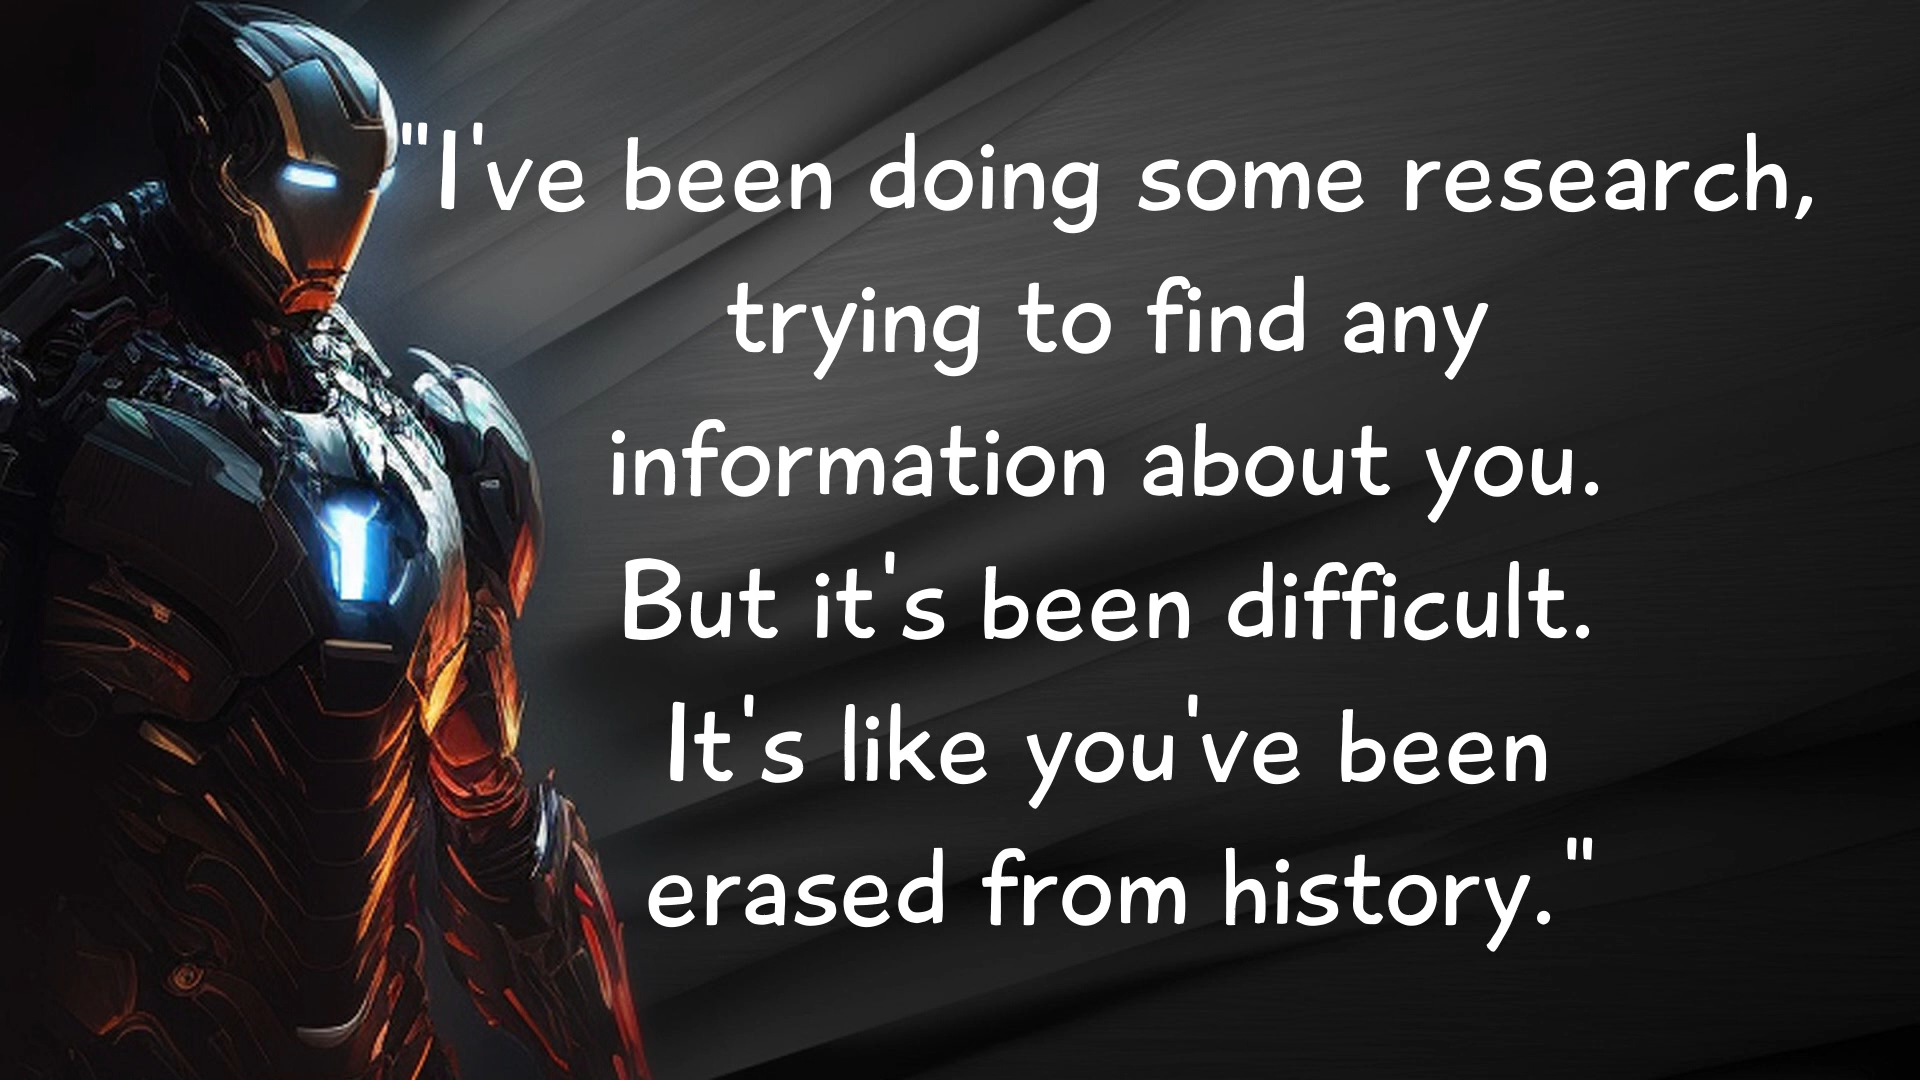 "I've been doing some research,
trying to find any
information about you.
But it's been difficult.
It's like you've been
erased from history."